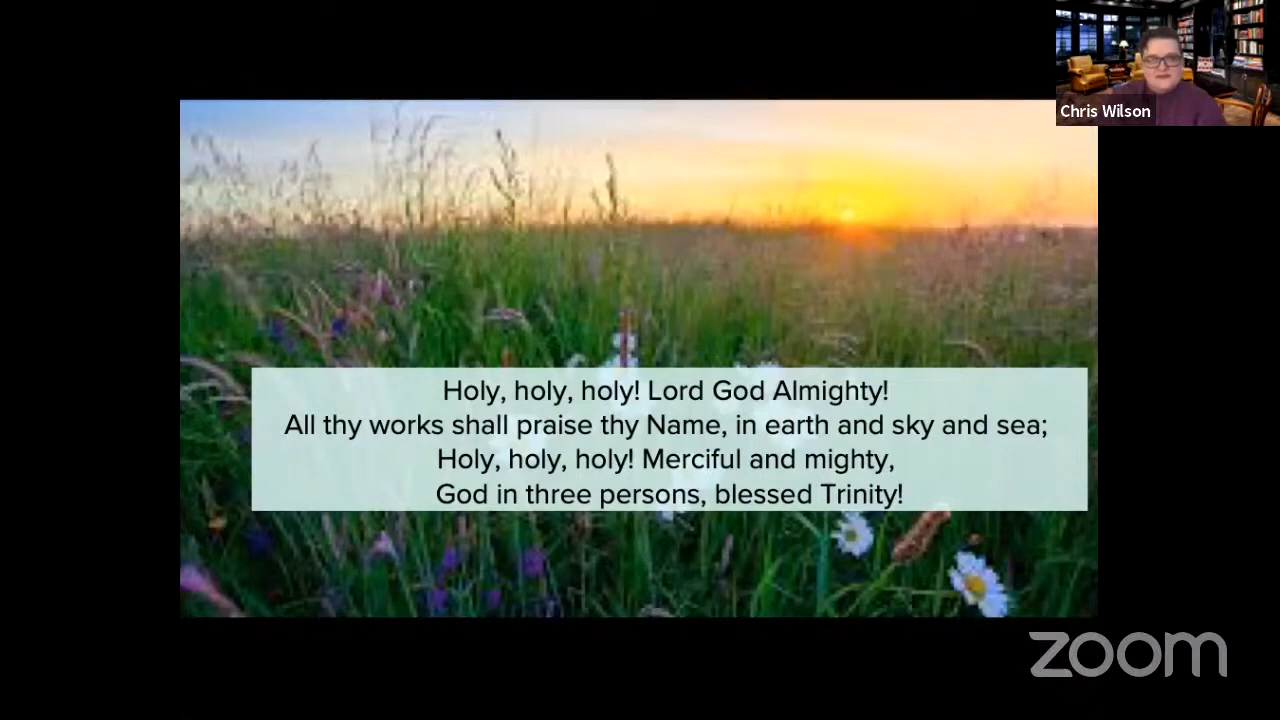 Chris Wilson
Holy, holy, holy! Lord God Almighty!
All thy works shall praise thy Name, in earth and sky and sea;
Holy, holy, holy! Merciful and mighty,
God in three persons, blessed Trinity!
zoom